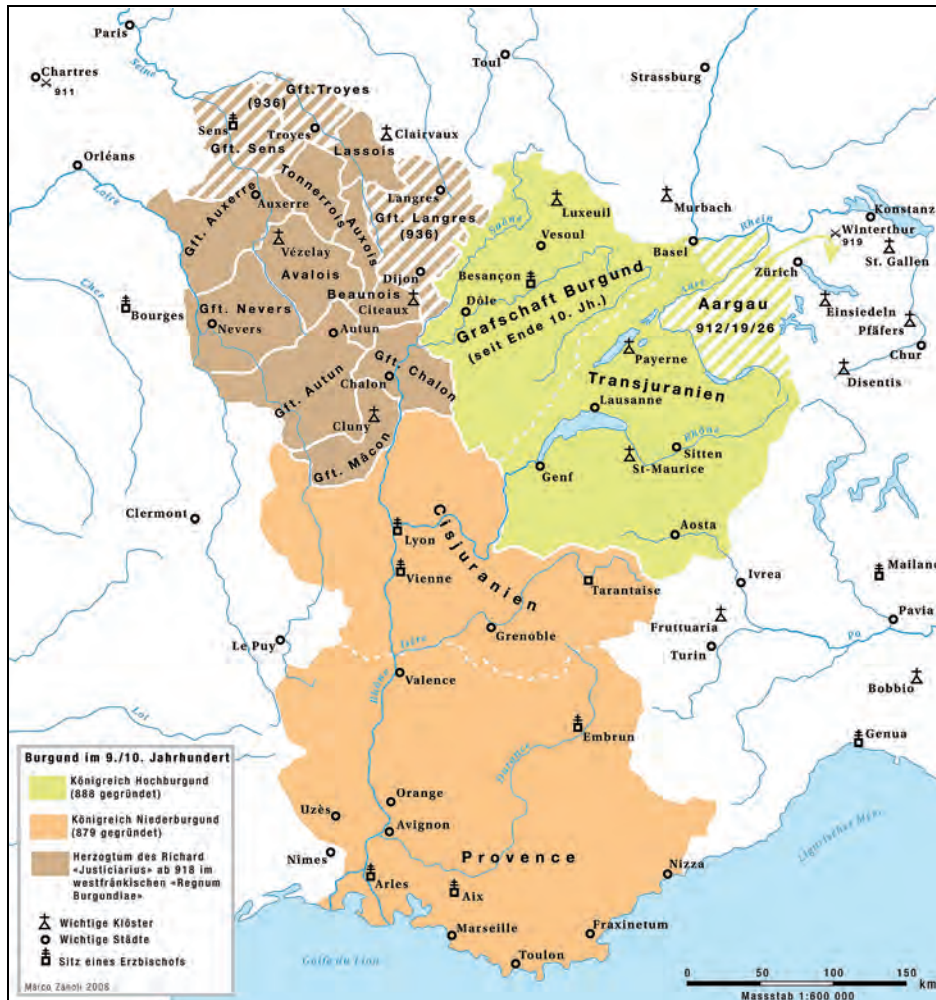 Paris
Chartres
911
Seine
Toul
Strassburg
Gft.Troyes
(936)
Sens
Troyes
Gft. Sens
Clairvaux
Lassois
Orléans
Loire
Tonnerrois
Langres
Gft. Auxerre
Auxerre
Auxois
Gft. Langres
(936)
Luxeuil
Murbach
Rhein
Konstanz
Winterthur
919
St. Gallen
Vézelay
Saône
Vesoul
Basel
Zürich
Avalois
Dijon
Besançon
Aare
Cher
Beaunois
Citeaux
Dôle
Grafschaft Burgund
(seit Ende 10. Jh.)
Aargau
912/19/26
Einsiedeln
Pfäfers
Bourges
Gft. Nevers
Nevers
Autun
Payerne
Chur
Disentis
Gft. Autun
Gft. Chalon
Chalon
Transjuranien
Lausanne
Cluny
Rhône
Sitten
Gft. Mâcon
Genf
St-Maurice
Clermont
Cisjuranien
Lyon
Aosta
Vienne
Tarantaise
Ivrea
Mailand
Pavia
Isère
Grenoble
Fruttuaria
Turin
Po
Le Puy
Valence
Rhône
Bobbio
Lot
Embrun
Durance
Genua
Burgund im 9./10. Jahrhundert
Königreich Hochburgund
(888 gegründet)
Königreich Niederburgund
(879 gegründet)
Herzogtum des Richard
«Justiciarius» ab 918 im
westfränkischen «Regnum
Burgundiae»
Wichtige Klöster
Wichtige Städte
Sitz eines Erzbischofs
Marco Zanoli 2006
Orange
Uzès
Avignon
Nîmes
Provence
Nizza
Ligurisches Meer
Arles
Aix
Marseille
Fraxinetum
Toulon
Golfe du Lion
0 50 100 150
km
Massstab 1:600 000